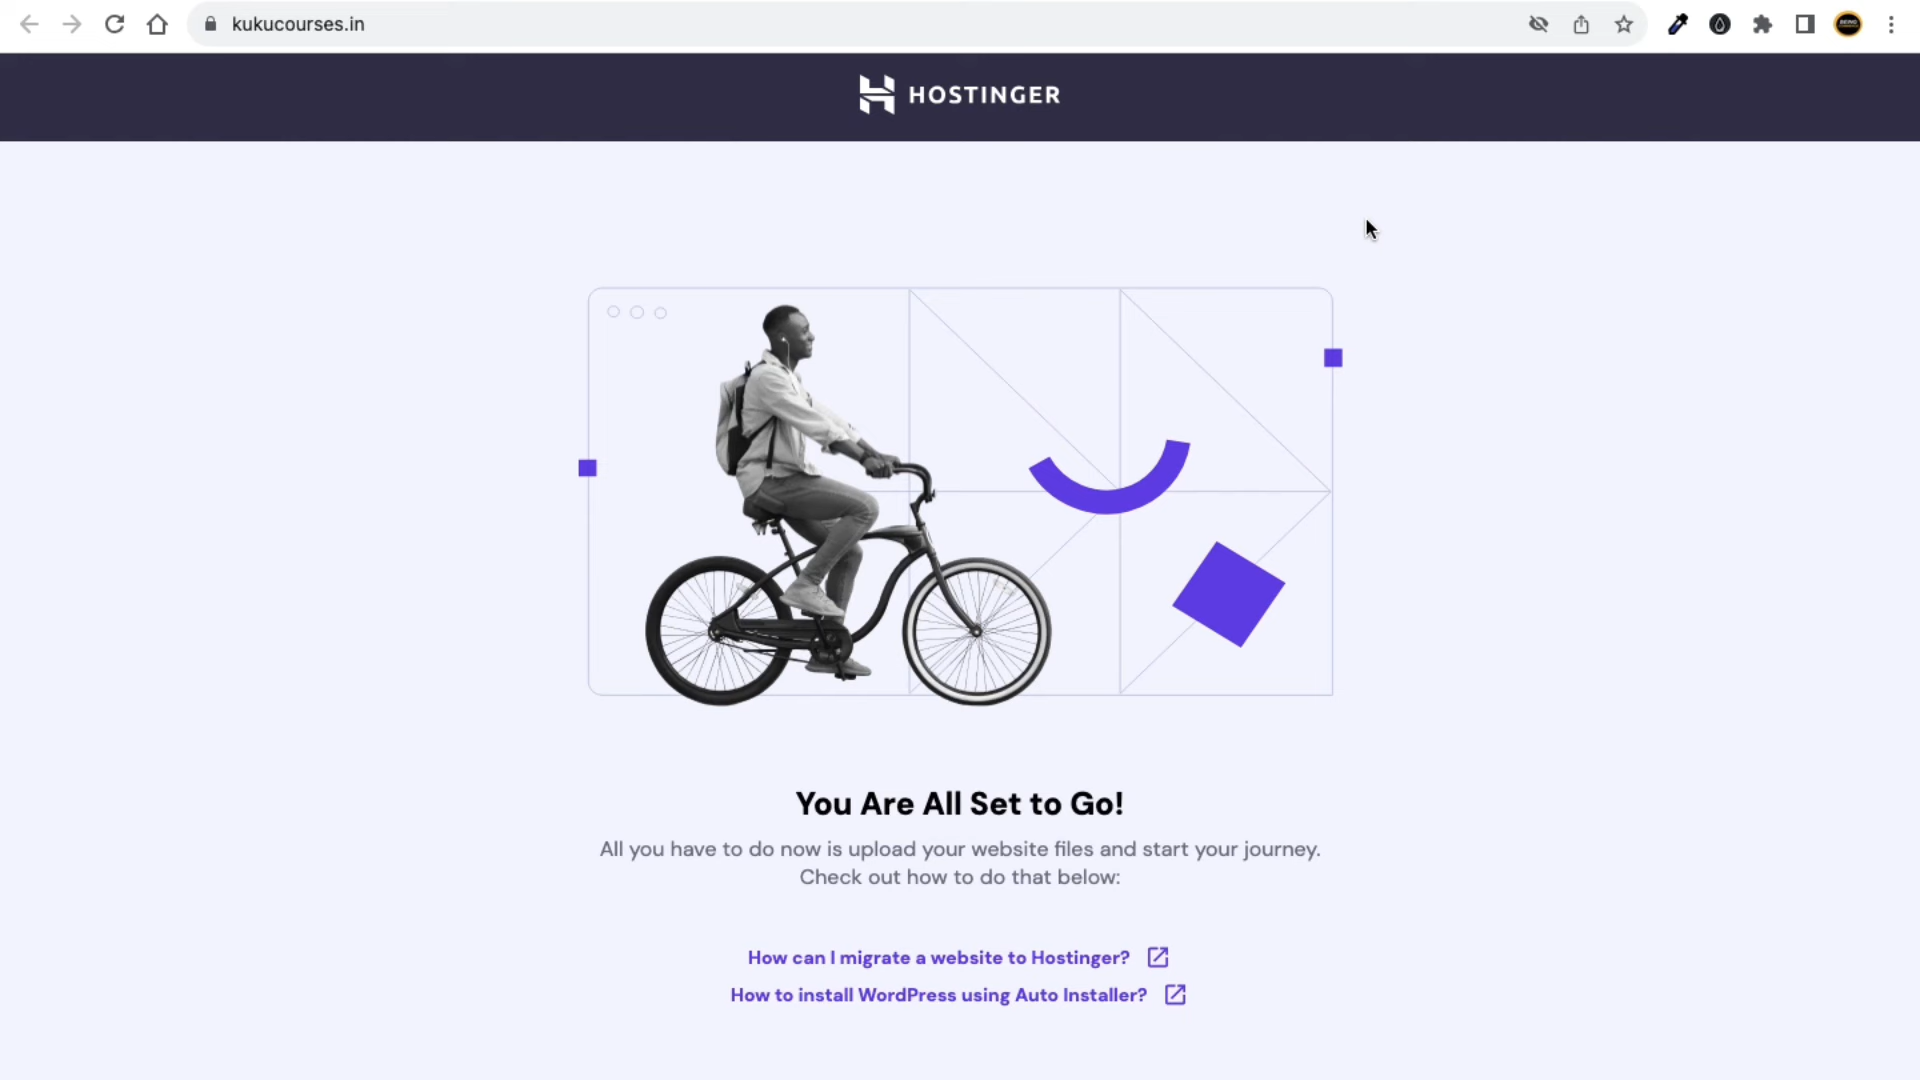 kukucourses.in
HOSTINGER
You Are All Set to Go!
All you have to do now is upload your website files and start your journey.
Check out how to do that below:
How can I migrate a website to Hostinger?
How to install WordPress using Auto Installer?